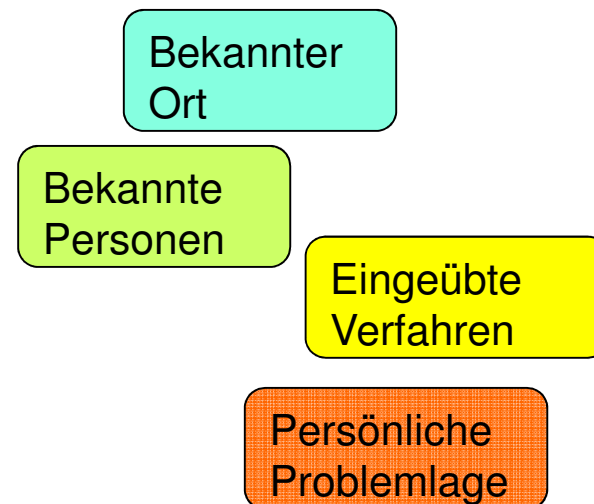 Bekannter
Ort
Bekannte
Personen
Eingeübte
Verfahren
Persönliche
Problemlage